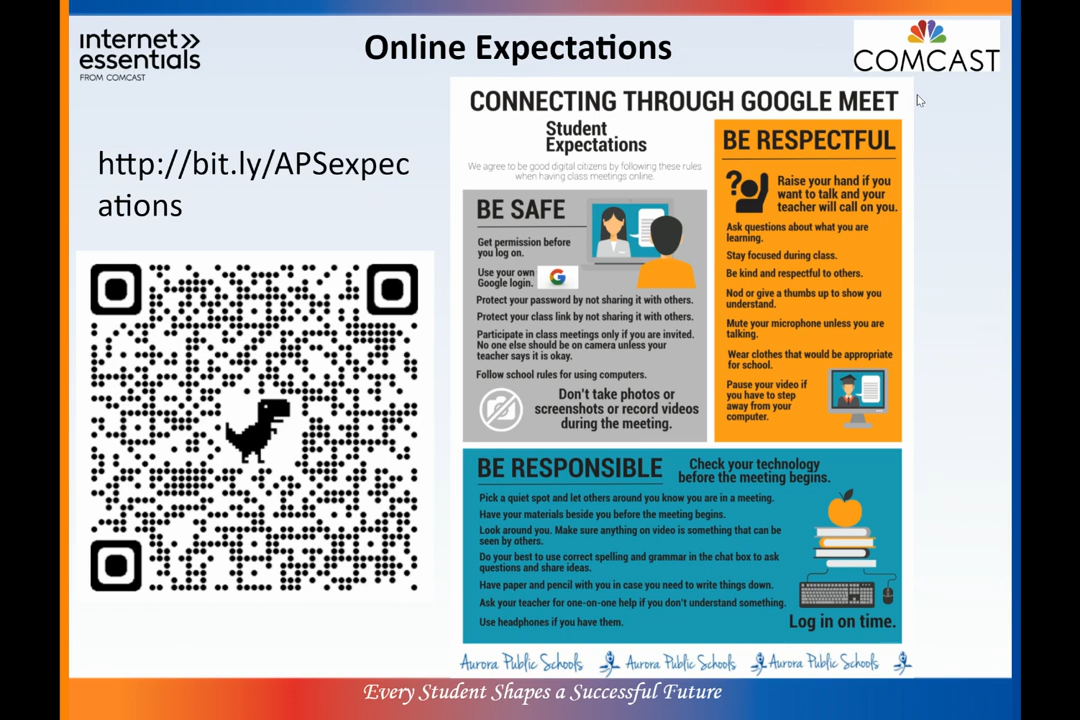 internet
essentials
FROM COMCAST
Online Expectations
COMCAST
http://bit.ly/APSexpec
ations
CONNECTING THROUGH GOOGLE MEET
Student
Expectations
We agree to be good digital citizens by following these rules
when having class meetings online.
BE SAFE
Get permission before
you log on.
Use your own
Google login.
G
Protect your password by not sharing it with others.
Protect your class link by not sharing it with others.
Participate in class meetings only if you are invited.
No one else should be on camera unless your
teacher says it is okay.
Follow school rules for using computers.
Don't take photos or
screenshots or record videos
during the meeting.
BE RESPECTFUL
?
Raise your hand if you
want to talk and your
teacher will call on you.
Ask questions about what you are
learning.
Stay focused during class.
Be kind and respectful to others.
Nod or give a thumbs up to show you
understand.
Mute your microphone unless you are
talking.
Wear clothes that would be appropriate
for school.
Pause your video if
you have to step
away from your
computer.
BE RESPONSIBLE
Check your technology
before the meeting begins.
Pick a quiet spot and let others around you know you are in a meeting.
Have your materials beside you before the meeting begins.
Look around you. Make sure anything on video is something that can be
seen by others.
Do your best to use correct spelling and grammar in the chat box to ask
questions and share ideas.
Have paper and pencil with you in case you need to write things down.
Ask your teacher for one-on-one help if you don't understand something.
Use headphones if you have them.
Log in on time.
Aurora Public Schools Aurora Public Schools Aurora Public Schools
Every Student Shapes a Successful Future